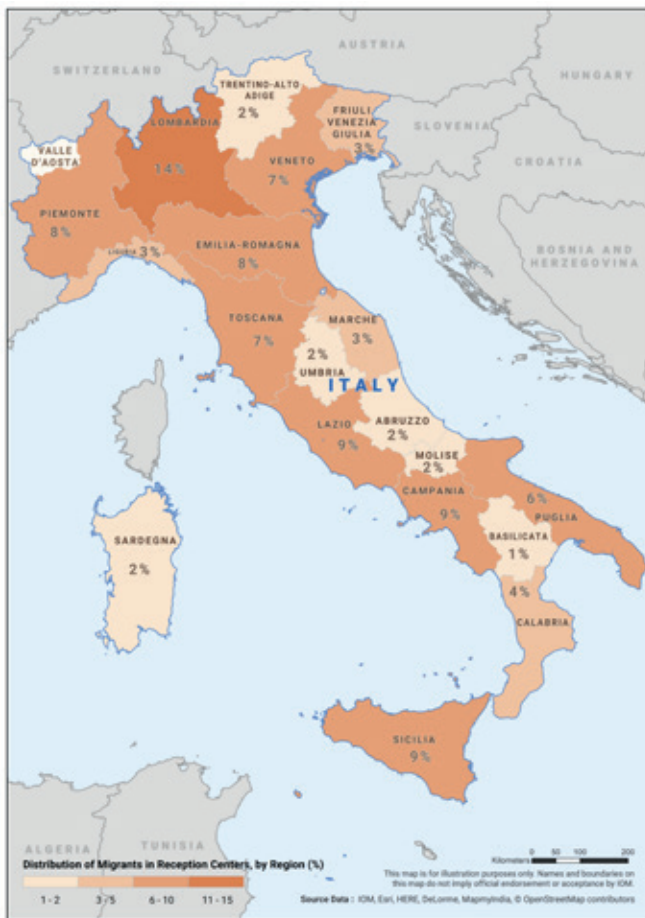 AUSTRIA
SWITZERLAND
HUNGARY
TRENTINO-ALTO
ADIGE
2%
LOMBARDIA
14%
FRIULI
VENEZIA
GIULIA
3%
SLOVENIA
VALLE
D'AOSTA
VENETO
7%
CROATIA
PIEMONTE
8%
EMILIA-ROMAGNA
8%
LIGURIA 3%
BOSNIA AND
HERZEGOVINA
TOSCANA
7%
MARCHE
3%
2%
UMBRIA
ITALY
LAZIO
9%
ABRUZZO
2%
MOLISE
2%
CAMPANIA
9%
6%
PUGLIA
BASILICATA
1%
SARDEGNA
2%
4%
CALABRIA
SICILIA
9%
ALGERIA
TUNISIA
Distribution of Migrants in Reception Centers, by Region (%)
1 - 2
3 - 5
6 - 10
11 - 15
Kilometers
0 50 100 200
This map is for illustration purposes only. Names and boundaries on
this map do not imply official endorsement or acceptance by IOM.
Source Data : IOM, Esri, HERE, DeLorme, MapmyIndia, © OpenStreetMap contributors